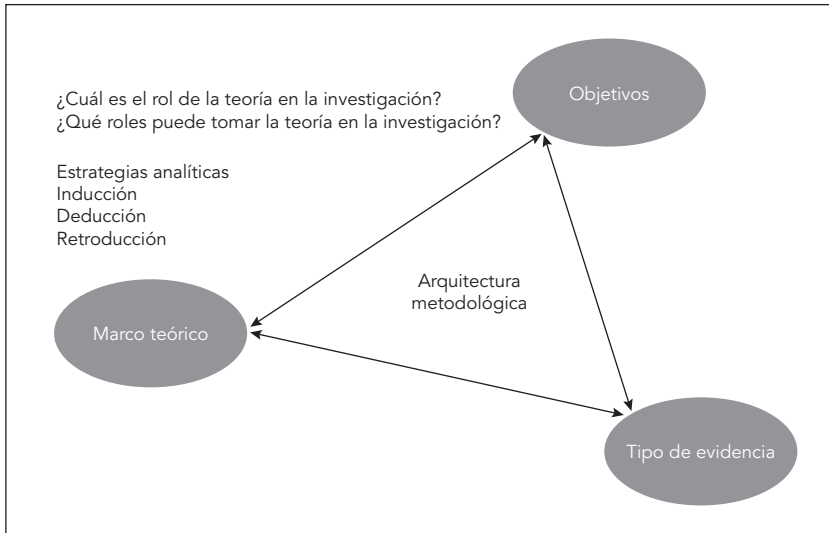 Objetivos
¿Cuál es el rol de la teoría en la investigación?
¿Qué roles puede tomar la teoría en la investigación?
Estrategias analíticas
Inducción
Deducción
Retroducción
Arquitectura
metodológica
Marco teórico
Tipo de evidencia